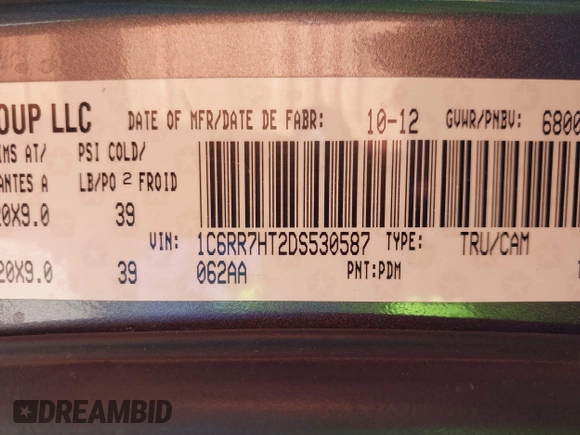 OUP LLC DATE OF MFR/DATE DE FABR: 10-12 GVWR/PNBV: 6800
IMS AT/ PSI COLD/
ANTES A LB/PO 2 FROID
20X9.0 39
VIN: 1C6RR7HT2DS530587 TYPE: TRU/CAM
20X9.0 39 062AA PNT:PDM
DREAMBID